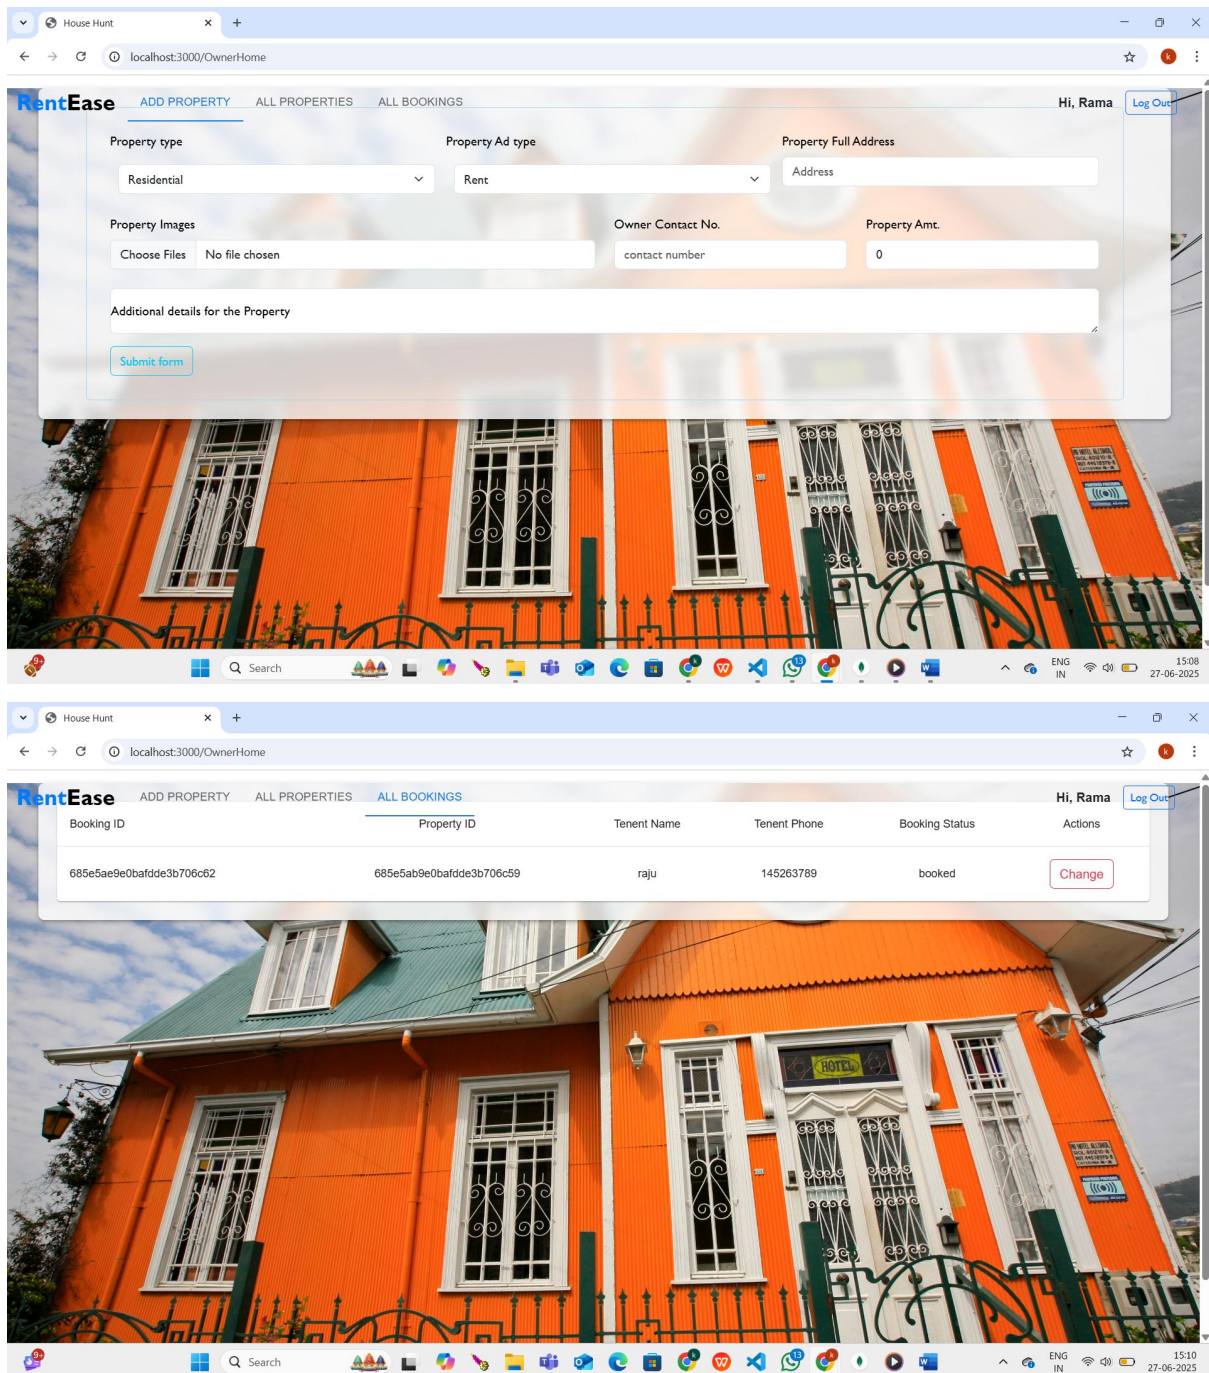 House Hunt
localhost:3000/OwnerHome
RentEase ADD PROPERTY ALL PROPERTIES ALL BOOKINGS Hi, Rama Log Out
Property type Property Ad type Property Full Address
Residential Rent Address
Property Images Owner Contact No. Property Amt.
Choose Files No file chosen contact number 0
Additional details for the Property
Submit form
9+ Search 13 ENG 15:08
IN 27-06-2025
House Hunt
localhost:3000/OwnerHome
RentEase ADD PROPERTY ALL PROPERTIES ALL BOOKINGS Hi, Rama Log Out
Booking ID Property ID Tenent Name Tenent Phone Booking Status Actions
685e5ae9e0bafdde3b706c62 685e5ab9e0bafdde3b706c59 raju 145263789 booked Change
HOTEL
9+ Search 13 ENG 15:10
IN 27-06-2025